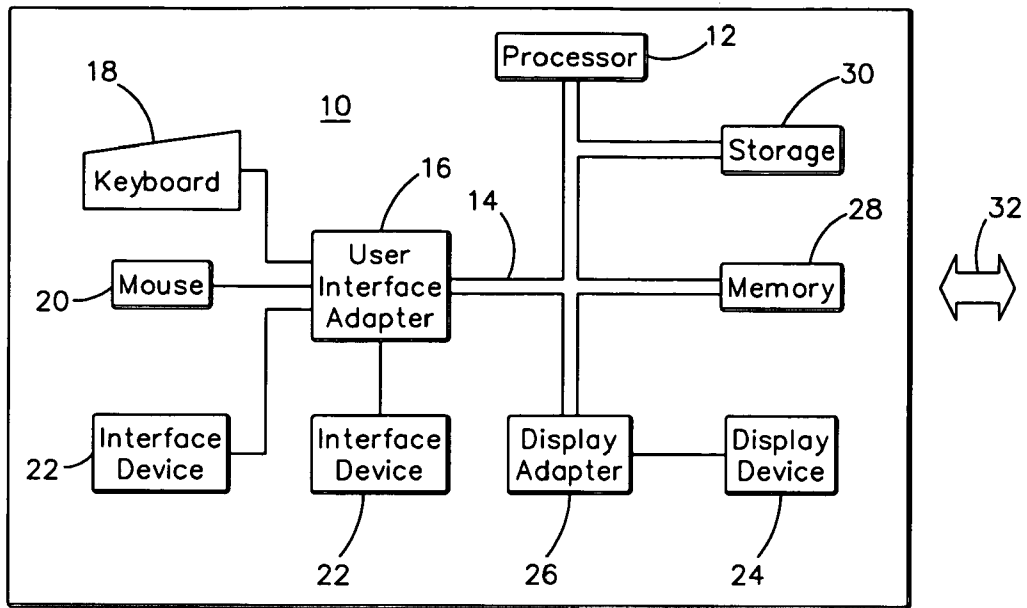 Processor
12
18
30
10
Keyboard
Storage
16
14
28
32
User
Interface
Adapter
20
Mouse
Memory
Interface
Device
22
Interface
Device
22
Display
Adapter
26
Display
Device
24